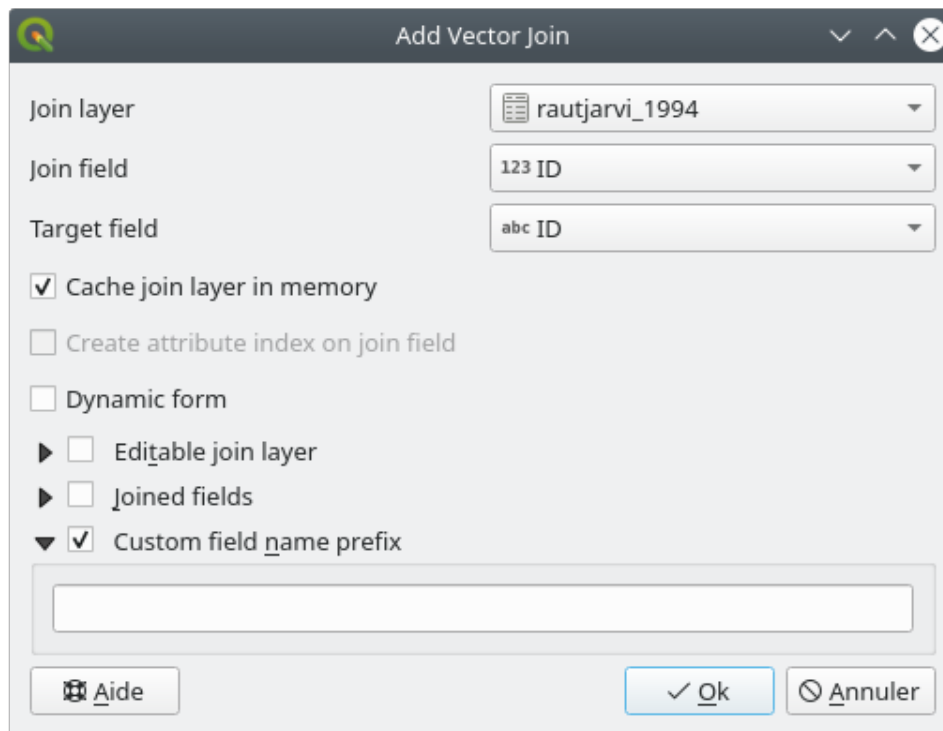 Add Vector Join
Join layer rautjarvi_1994
Join field 123 ID
Target field abc ID
Cache join layer in memory
Create attribute index on join field
Dynamic form
Editable join layer
Joined fields
Custom field name prefix
Aide Ok Annuler